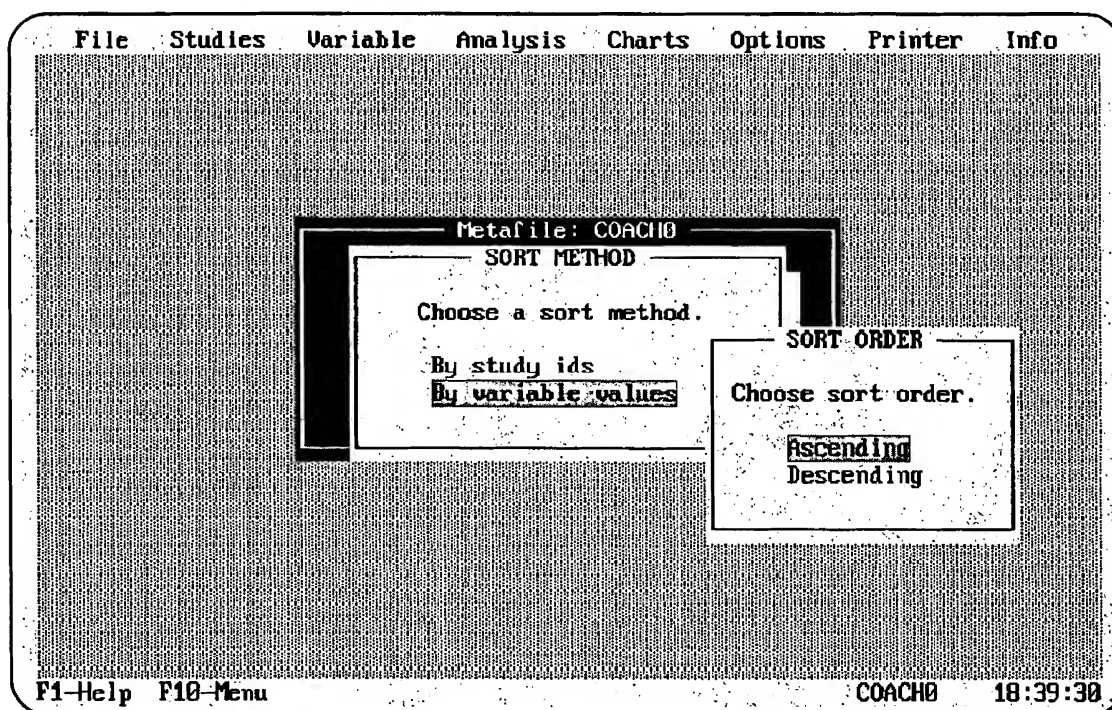 File Studies Variable Analysis Charts Options Printer Info
Metafile: COACH0
SORT METHOD
Choose a sort method.
By study ids
By variable values
SORT ORDER
Choose sort order.
Ascending
Descending
F1-Help F10-Menu COACH0 18:39:30